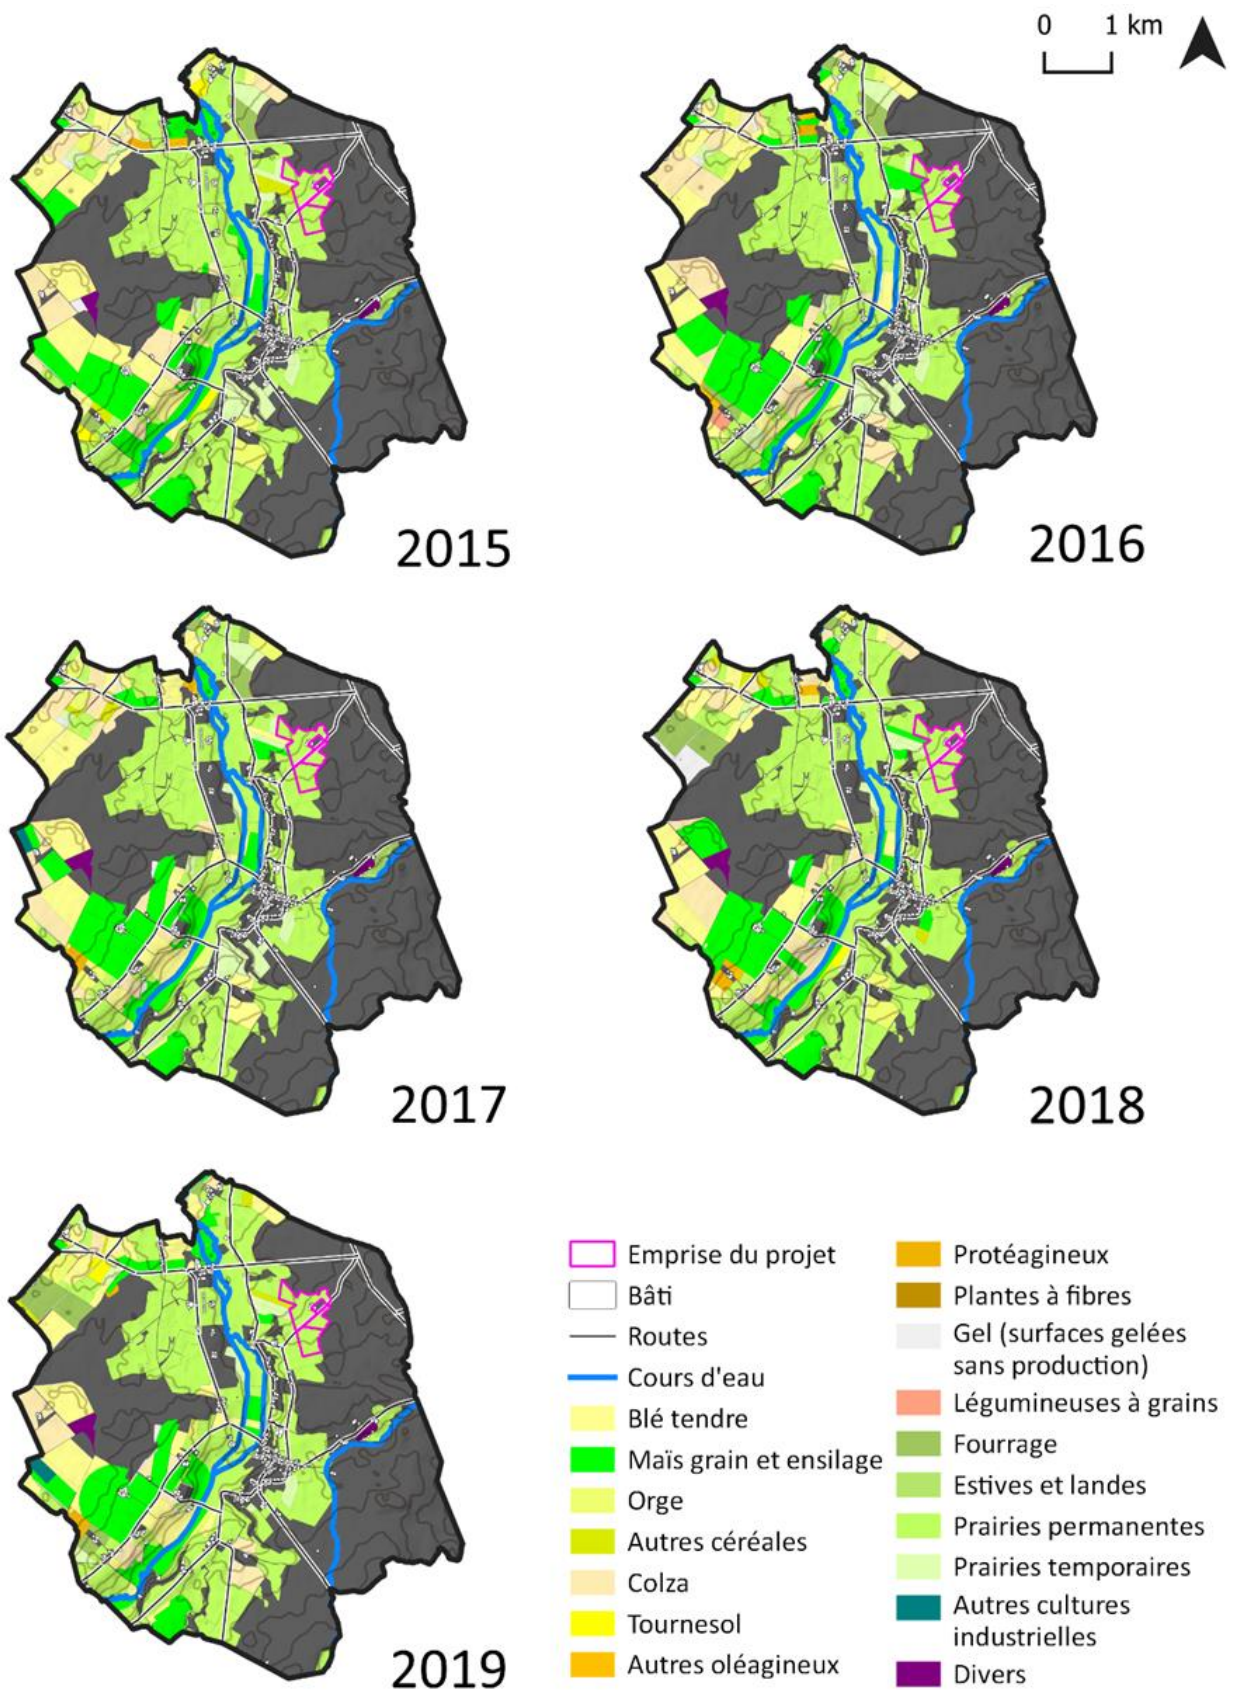 0 1 km
2015
2016
2017
2018
2019
Emprise du projet
Bâti
Routes
Cours d'eau
Blé tendre
Maïs grain et ensilage
Orge
Autres céréales
Colza
Tournesol
Autres oléagineux
Protéagineux
Plantes à fibres
Gel (surfaces gelées
sans production)
Légumineuses à grains
Fourrage
Estives et landes
Prairies permanentes
Prairies temporaires
Autres cultures
industrielles
Divers